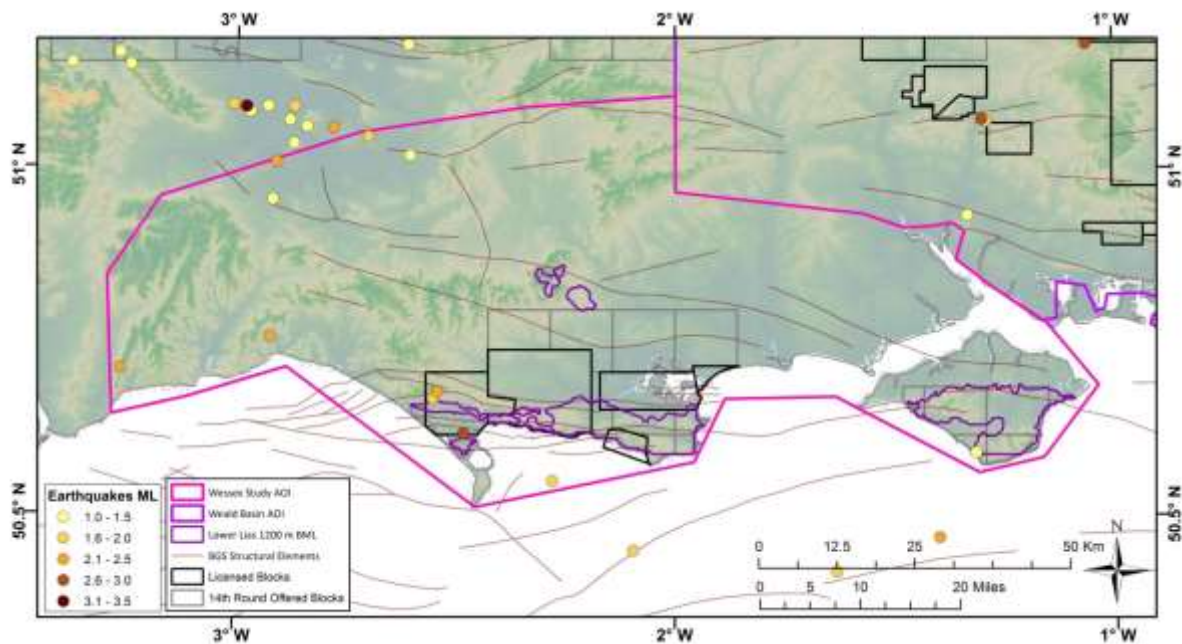 3° W 2° W 1° W
51° N 51° N
50.5° N 50.5° N
Earthquakes ML
1.0 - 1.5
1.6 - 2.0
2.1 - 2.5
2.6 - 3.0
3.1 - 3.5
Wessex Study AOI
Weald Basin AOI
Lower Lias 1200 m BML
BGS Structural Elements
Licensed Blocks
14th Round Offered Blocks
0 12.5 25 50 Km
0 5 10 20 Miles
N
3° W 2° W 1° W